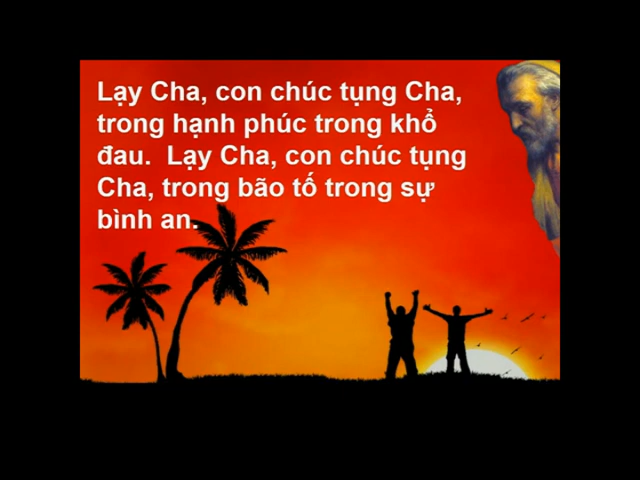 Lạy Cha, con chúc tụng Cha,
trong hạnh phúc trong khổ
đau.  Lạy Cha, con chúc tụng
Cha, trong bão tố trong sự
bình an.